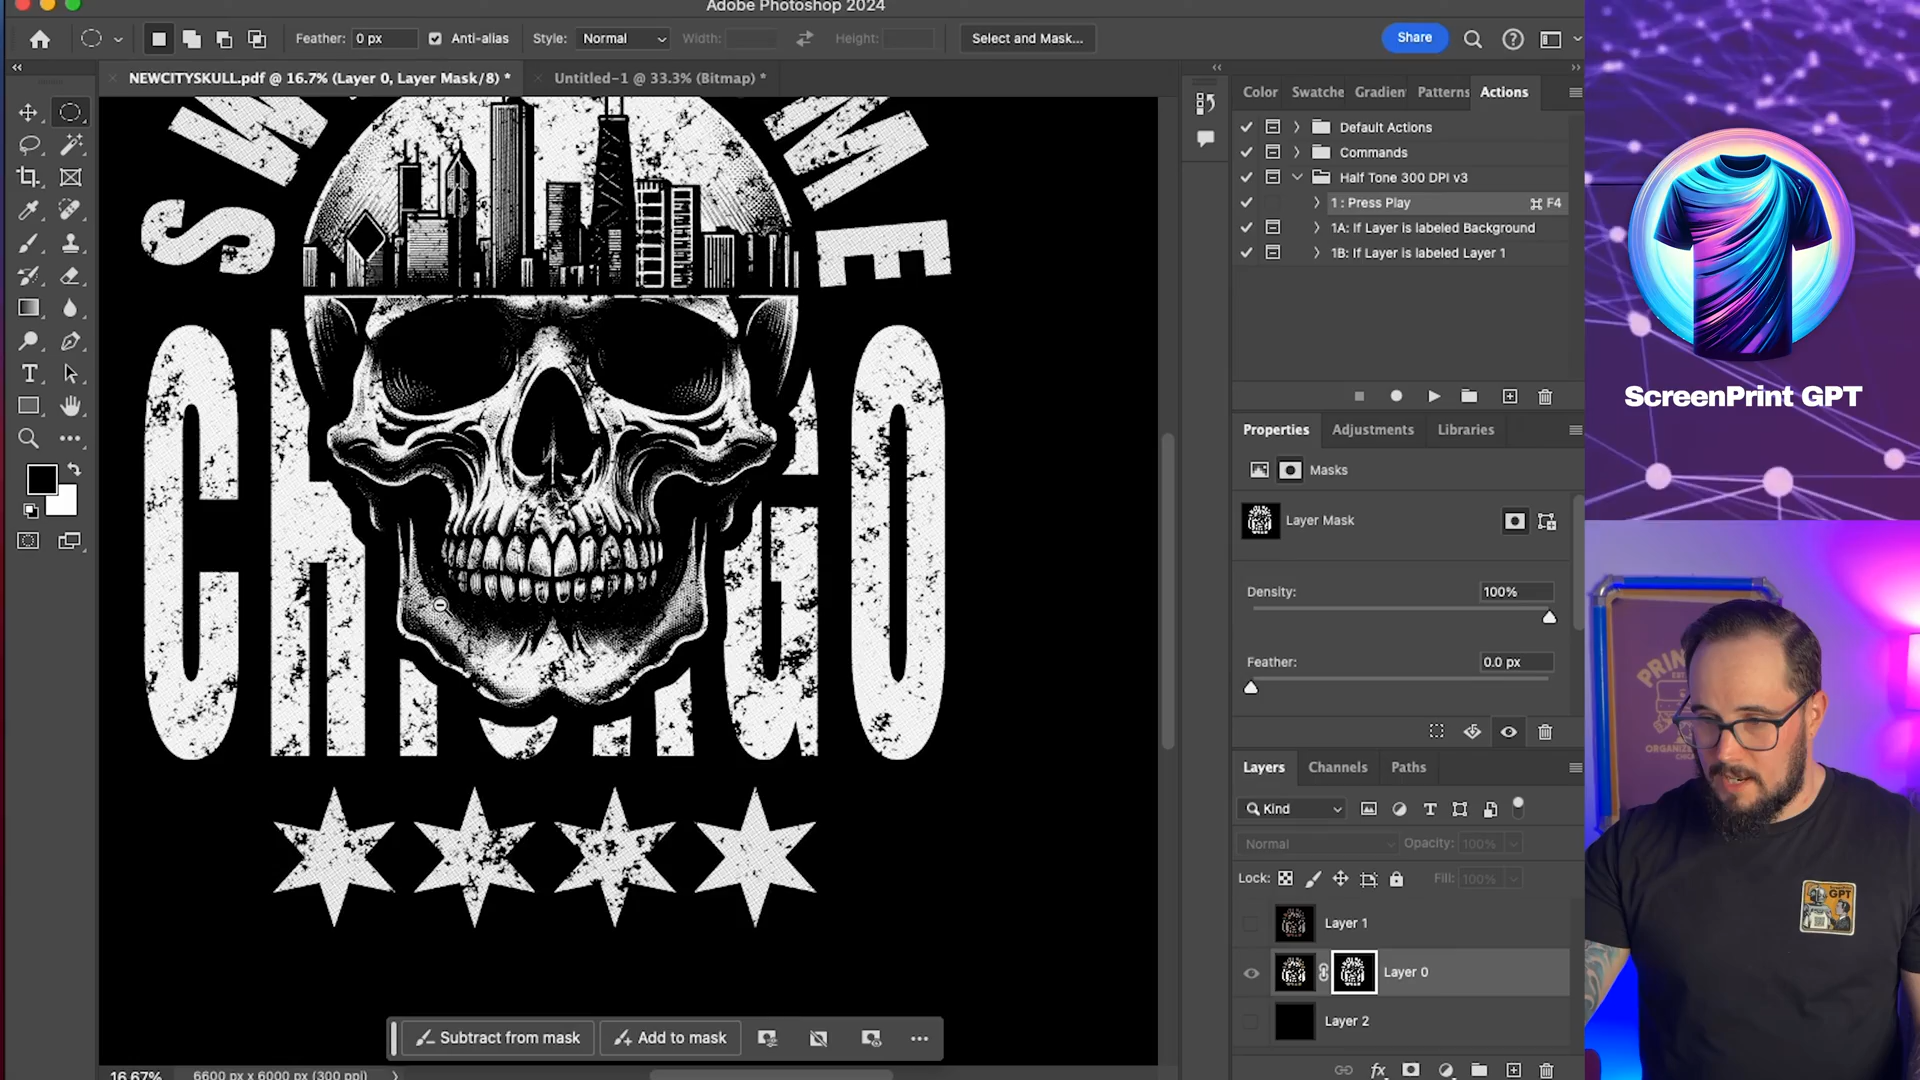 Adobe Photoshop 2024
Feather: 0 px Anti-alias Style: Normal Width: Height: Select and Mask... Share
NEWCITYSKULL.pdf @ 16.7% (Layer 0, Layer Mask/8) * Untitled-1 @ 33.3% (Bitmap) *
Color Swatche Gradien Patterns Actions
Default Actions
Commands
Half Tone 300 DPI v3
1 : Press Play ⌘ F4
1A: If Layer is labeled Background
1B: If Layer is labeled Layer 1
ScreenPrint GPT
Properties Adjustments Libraries
Masks
Layer Mask
Density: 100%
Feather: 0.0 px
Layers Channels Paths
Kind
Normal Opacity: 100%
Lock: Fill: 100%
Layer 1
Layer 0
Layer 2
Subtract from mask Add to mask
16.67% 6600 px x 6000 px (300 ppi)
CHICAGO